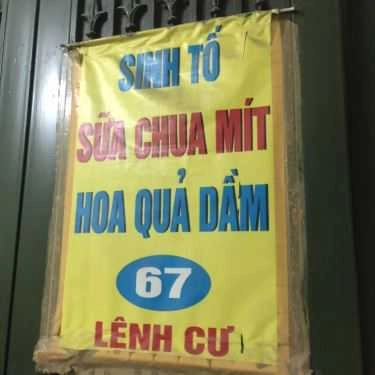 SINH TỐ
SỮA CHUA MÍT
HOA QUẢ DẦM
67
LÊNH CƯ